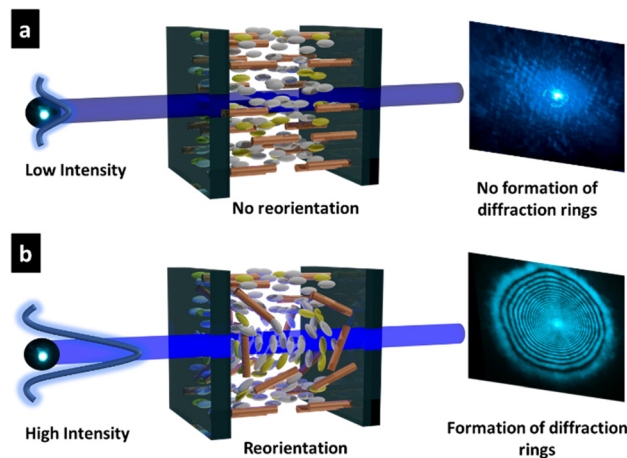 a
Low Intensity
No reorientation
No formation of
diffraction rings
b
High Intensity
Reorientation
Formation of diffraction
rings